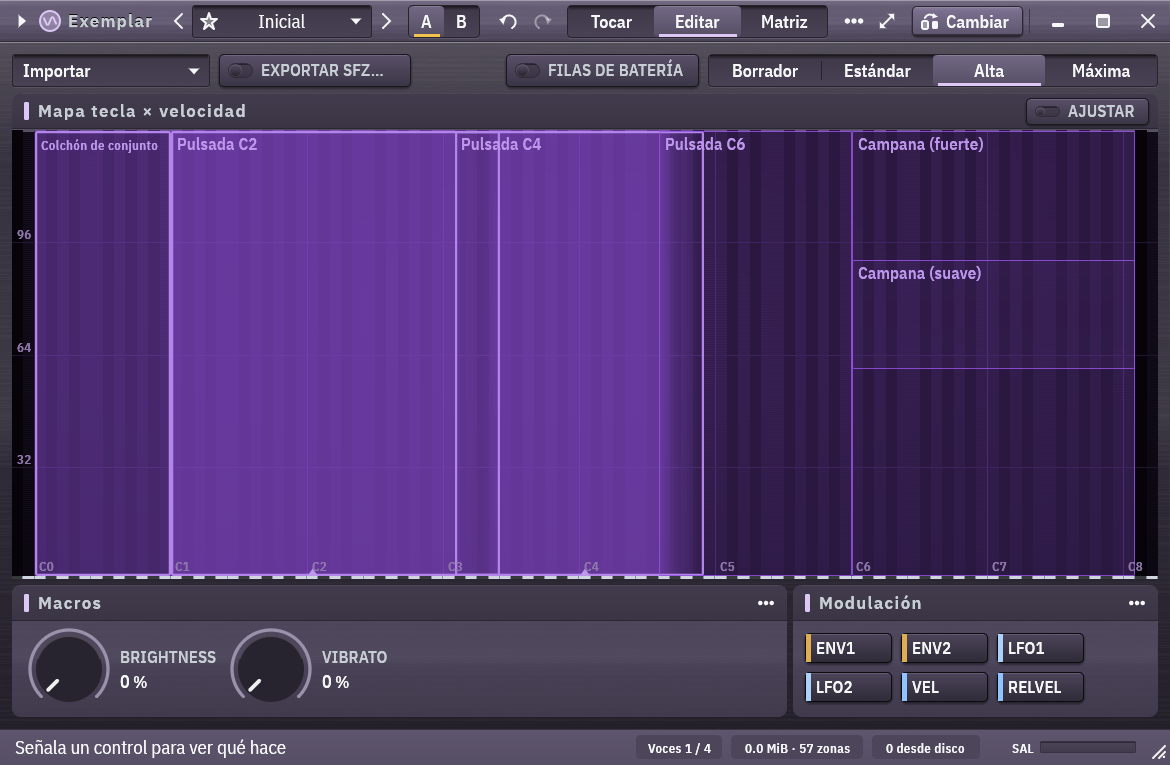 Exemplar
Inicial
A B
Tocar Editar Matriz
Cambiar
Importar
EXPORTAR SFZ...
FILAS DE BATERÍA
Borrador Estándar Alta Máxima
Mapa tecla × velocidad
AJUSTAR
Colchón de conjunto
Pulsada C2
Pulsada C4
Pulsada C6
Campana (fuerte)
Campana (suave)
96
64
32
C0 C1 C2 C3 C4 C5 C6 C7 C8
Macros
BRIGHTNESS
0 %
VIBRATO
0 %
Modulación
ENV1 ENV2 LFO1
LFO2 VEL RELVEL
Señala un control para ver qué hace
Voces 1 / 4
0.0 MiB · 57 zonas
0 desde disco
SAL